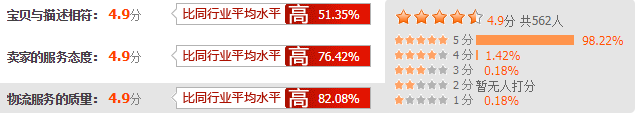 宝贝与描述相符： 4.9分 比同行业平均水平 高 51.35%
卖家的服务态度： 4.9分 比同行业平均水平 高 76.42%
物流服务的质量： 4.9分 比同行业平均水平 高 82.08%
4.9分 共562人
5分 98.22%
4分 1.42%
3分 0.18%
2分 暂无人打分
1分 0.18%